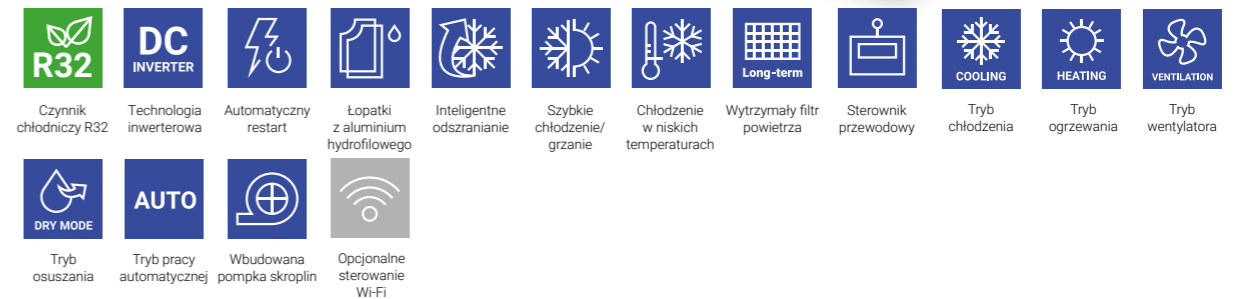 R32
DC
INVERTER
Long-term
COOLING
HEATING
VENTILATION
Czynnik
chłodniczy R32
Technologia
inwerterowa
Automatyczny
restart
Łopatki
z aluminium
hydrofilowego
Inteligentne
odszranianie
Szybkie
chłodzenie/
grzanie
Chłodzenie
w niskich
temperaturach
Wytrzymały filtr
powietrza
Sterownik
przewodowy
Tryb
chłodzenia
Tryb
ogrzewania
Tryb
wentylatora
DRY MODE
AUTO
Tryb
osuszania
Tryb pracy
automatycznej
Wbudowana
pompka skroplin
Opcjonalne
sterowanie
Wi-Fi